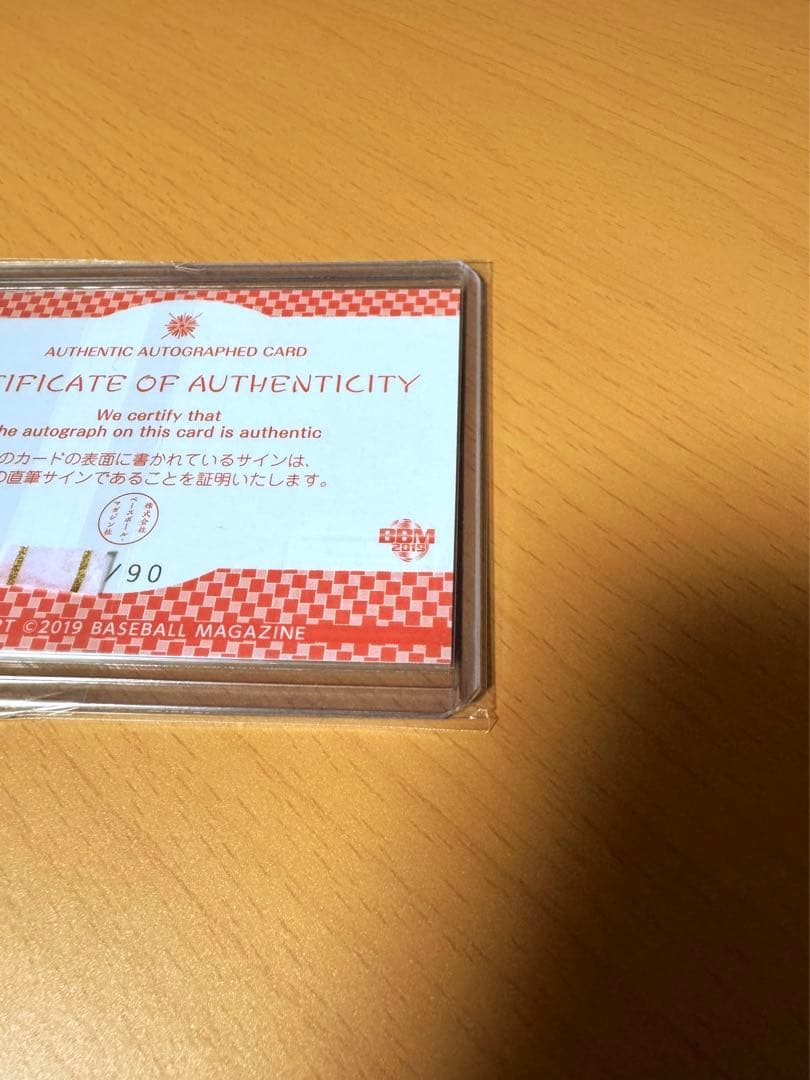 AUTHENTIC AUTOGRAPHED CARD
TIFICATE OF AUTHENTICITY
We certify that
he autograph on this card is authentic
のカードの表面に書かれているサインは、
の直筆サインであることを証明いたします。
株式会社
ベースボール・
マガジン社
BBM
2019
/90
PT ©2019 BASEBALL MAGAZINE